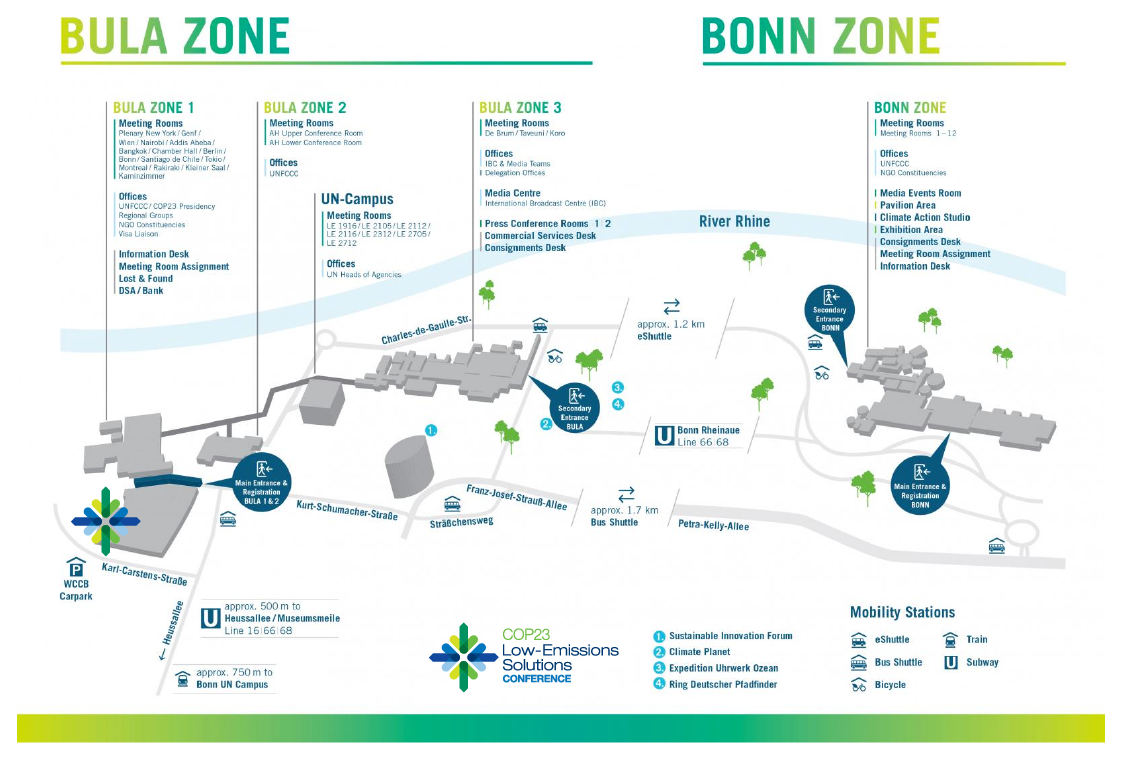 BULA ZONE
BONN ZONE
BULA ZONE 1
Meeting Rooms
Plenary New York / Genf /
Wien / Nairobi / Addis Abeba /
Bangkok / Chamber Hall / Berlin /
Bonn / Santiago de Chile / Tokio /
Montreal / Rakiraki / Kleiner Saal /
Kaminzimmer
Offices
UNFCCC / COP23 Presidency
Regional Groups
NGO Constituencies
Visa Liaison
Information Desk
Meeting Room Assignment
Lost & Found
DSA / Bank
BULA ZONE 2
Meeting Rooms
AH Upper Conference Room
AH Lower Conference Room
Offices
UNFCCC
UN-Campus
Meeting Rooms
LE 1916 / LE 2105 / LE 2112 /
LE 2116 / LE 2312 / LE 2705 /
LE 2712
Offices
UN Heads of Agencies
BULA ZONE 3
Meeting Rooms
De Brum / Taveuni / Koro
Offices
IBC & Media Teams
Delegation Offices
Media Centre
International Broadcast Centre (IBC)
Press Conference Rooms 1-2
Commercial Services Desk
Consignments Desk
BONN ZONE
Meeting Rooms
Meeting Rooms 1–12
Offices
UNFCCC
NGO Constituencies
Media Events Room
Pavilion Area
Climate Action Studio
Exhibition Area
Consignments Desk
Meeting Room Assignment
Information Desk
River Rhine
Charles-de-Gaulle-Str.
approx. 1.2 km
eShuttle
Secondary
Entrance
BONN
Secondary
Entrance
BULA
1.
2.
3.
4.
U Bonn Rheinaue
Line 66|68
Main Entrance &
Registration
BULA 1 & 2
Main Entrance &
Registration
BONN
Kurt-Schumacher-Straße
Franz-Josef-Strauß-Allee
Sträßchensweg
approx. 1.7 km
Bus Shuttle
Petra-Kelly-Allee
P
WCCB
Carpark
Karl-Carstens-Straße
← Heussallee
U
approx. 500 m to
Heussallee / Museumsmeile
Line 16|66|68
approx. 750 m to
Bonn UN Campus
COP23
Low-Emissions
Solutions
CONFERENCE
1. Sustainable Innovation Forum
2. Climate Planet
3. Expedition Uhrwerk Ozean
4. Ring Deutscher Pfadfinder
Mobility Stations
eShuttle
Train
Bus Shuttle
U Subway
Bicycle